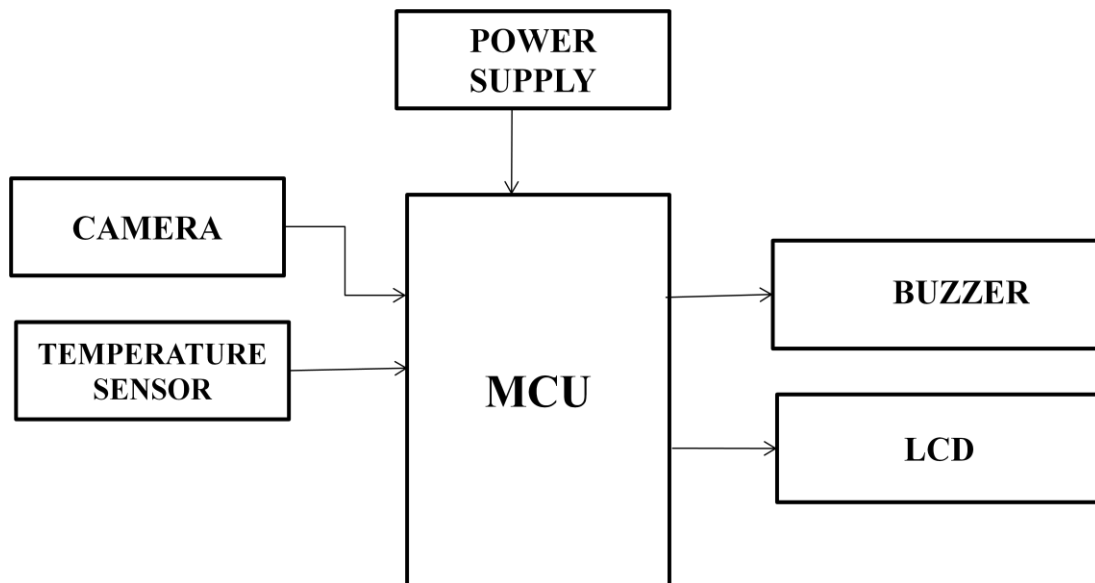 POWER
SUPPLY
CAMERA
TEMPERATURE
SENSOR
MCU
BUZZER
LCD